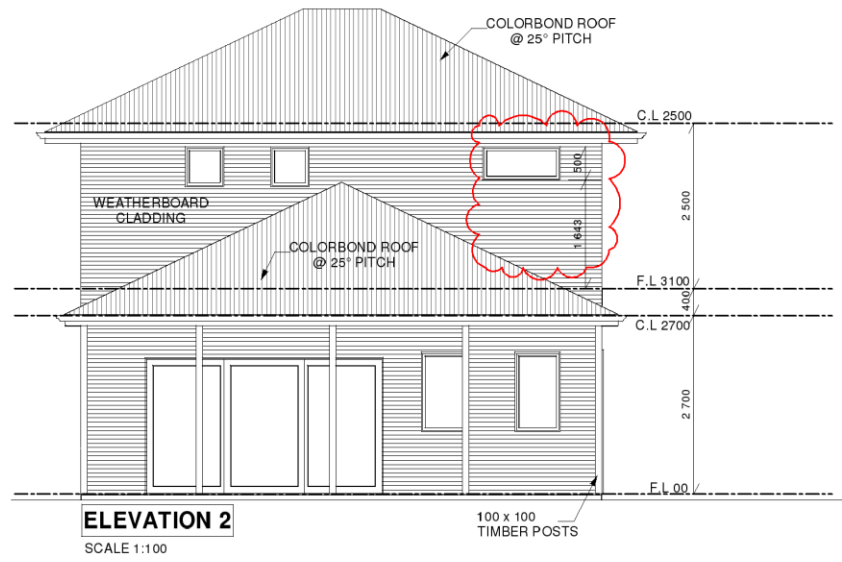 COLORBOND ROOF
@ 25° PITCH
C.L 2500
500
WEATHERBOARD
CLADDING
2 500
1 643
COLORBOND ROOF
@ 25° PITCH
F.L 3100
400
C.L 2700
2 700
F.L 00
ELEVATION 2
SCALE 1:100
100 x 100
TIMBER POSTS